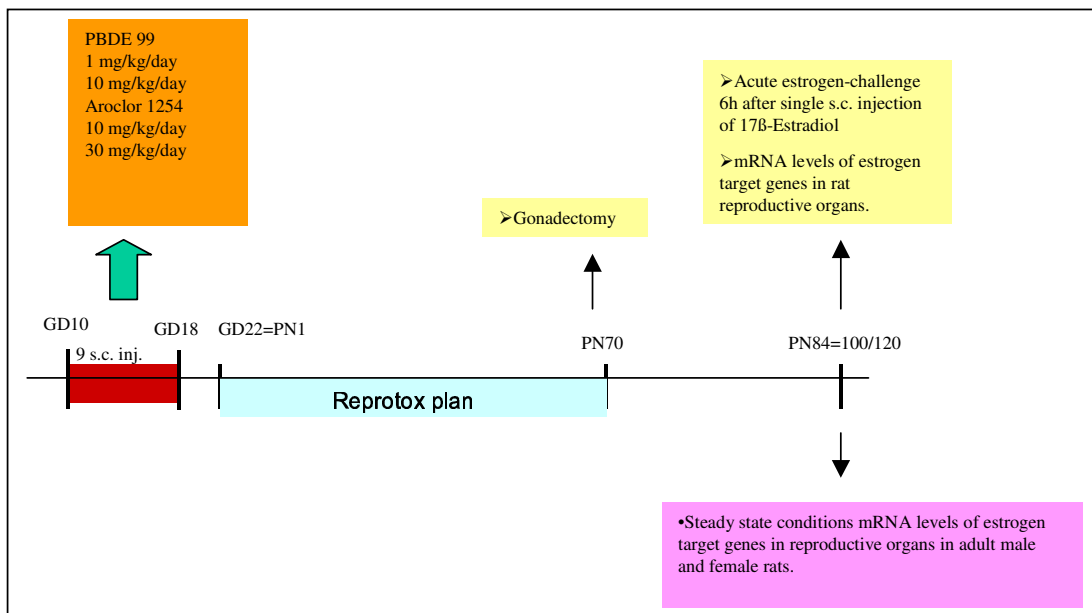 PBDE 99
1 mg/kg/day
10 mg/kg/day
Aroclor 1254
10 mg/kg/day
30 mg/kg/day
➢Acute estrogen-challenge
6h after single s.c. injection
of 17ß-Estradiol
➢mRNA levels of estrogen
target genes in rat
reproductive organs.
➢Gonadectomy
GD10
GD18
GD22=PN1
PN70
PN84=100/120
9 s.c. inj.
Reprotox plan
•Steady state conditions mRNA levels of estrogen
target genes in reproductive organs in adult male
and female rats.